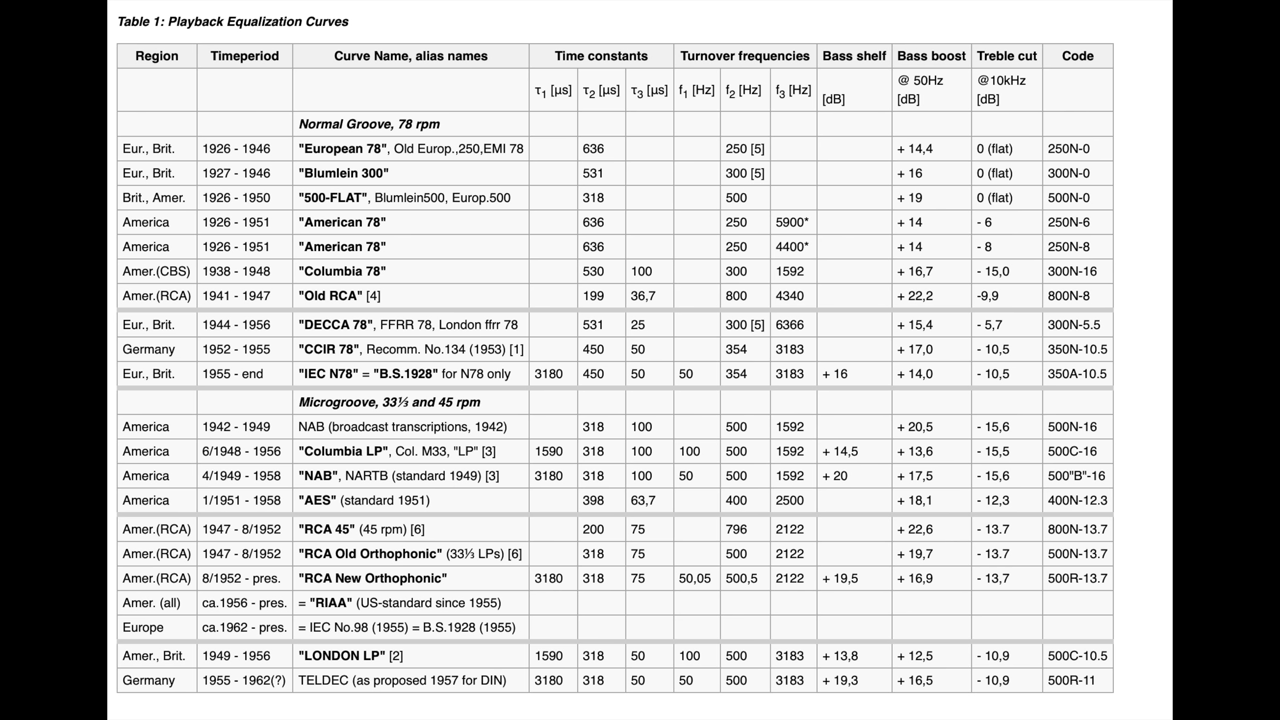 Table 1: Playback Equalization Curves
Region Timeperiod Curve Name, alias names Time constants Turnover frequencies Bass shelf Bass boost Treble cut Code
τ1 [μs] τ2 [μs] τ3 [μs] f1 [Hz] f2 [Hz] f3 [Hz] [dB] @ 50Hz [dB] @10kHz [dB]
Normal Groove, 78 rpm
Eur., Brit. 1926 - 1946 "European 78", Old Europ.,250,EMI 78 636 250 [5] + 14,4 0 (flat) 250N-0
Eur., Brit. 1927 - 1946 "Blumlein 300" 531 300 [5] + 16 0 (flat) 300N-0
Brit., Amer. 1926 - 1950 "500-FLAT", Blumlein500, Europ.500 318 500 + 19 0 (flat) 500N-0
America 1926 - 1951 "American 78" 636 250 5900* + 14 - 6 250N-6
America 1926 - 1951 "American 78" 636 250 4400* + 14 - 8 250N-8
Amer.(CBS) 1938 - 1948 "Columbia 78" 530 100 300 1592 + 16,7 - 15,0 300N-16
Amer.(RCA) 1941 - 1947 "Old RCA" [4] 199 36,7 800 4340 + 22,2 -9,9 800N-8
Eur., Brit. 1944 - 1956 "DECCA 78", FFRR 78, London ffrr 78 531 25 300 [5] 6366 + 15,4 - 5,7 300N-5.5
Germany 1952 - 1955 "CCIR 78", Recomm. No.134 (1953) [1] 450 50 354 3183 + 17,0 - 10,5 350N-10.5
Eur., Brit. 1955 - end "IEC N78" = "B.S.1928" for N78 only 3180 450 50 50 354 3183 + 16 + 14,0 - 10,5 350A-10.5
Microgroove, 33⅓ and 45 rpm
America 1942 - 1949 NAB (broadcast transcriptions, 1942) 318 100 500 1592 + 20,5 - 15,6 500N-16
America 6/1948 - 1956 "Columbia LP", Col. M33, "LP" [3] 1590 318 100 100 500 1592 + 14,5 + 13,6 - 15,5 500C-16
America 4/1949 - 1958 "NAB", NARTB (standard 1949) [3] 3180 318 100 50 500 1592 + 20 + 17,5 - 15,6 500"B"-16
America 1/1951 - 1958 "AES" (standard 1951) 398 63,7 400 2500 + 18,1 - 12,3 400N-12.3
Amer.(RCA) 1947 - 8/1952 "RCA 45" (45 rpm) [6] 200 75 796 2122 + 22,6 - 13.7 800N-13.7
Amer.(RCA) 1947 - 8/1952 "RCA Old Orthophonic" (33⅓ LPs) [6] 318 75 500 2122 + 19,7 - 13.7 500N-13.7
Amer.(RCA) 8/1952 - pres. "RCA New Orthophonic" 3180 318 75 50,05 500,5 2122 + 19,5 + 16,9 - 13,7 500R-13.7
Amer. (all) ca.1956 - pres. = "RIAA" (US-standard since 1955)
Europe ca.1962 - pres. = IEC No.98 (1955) = B.S.1928 (1955)
Amer., Brit. 1949 - 1956 "LONDON LP" [2] 1590 318 50 100 500 3183 + 13,8 + 12,5 - 10,9 500C-10.5
Germany 1955 - 1962(?) TELDEC (as proposed 1957 for DIN) 3180 318 50 50 500 3183 + 19,3 + 16,5 - 10,9 500R-11